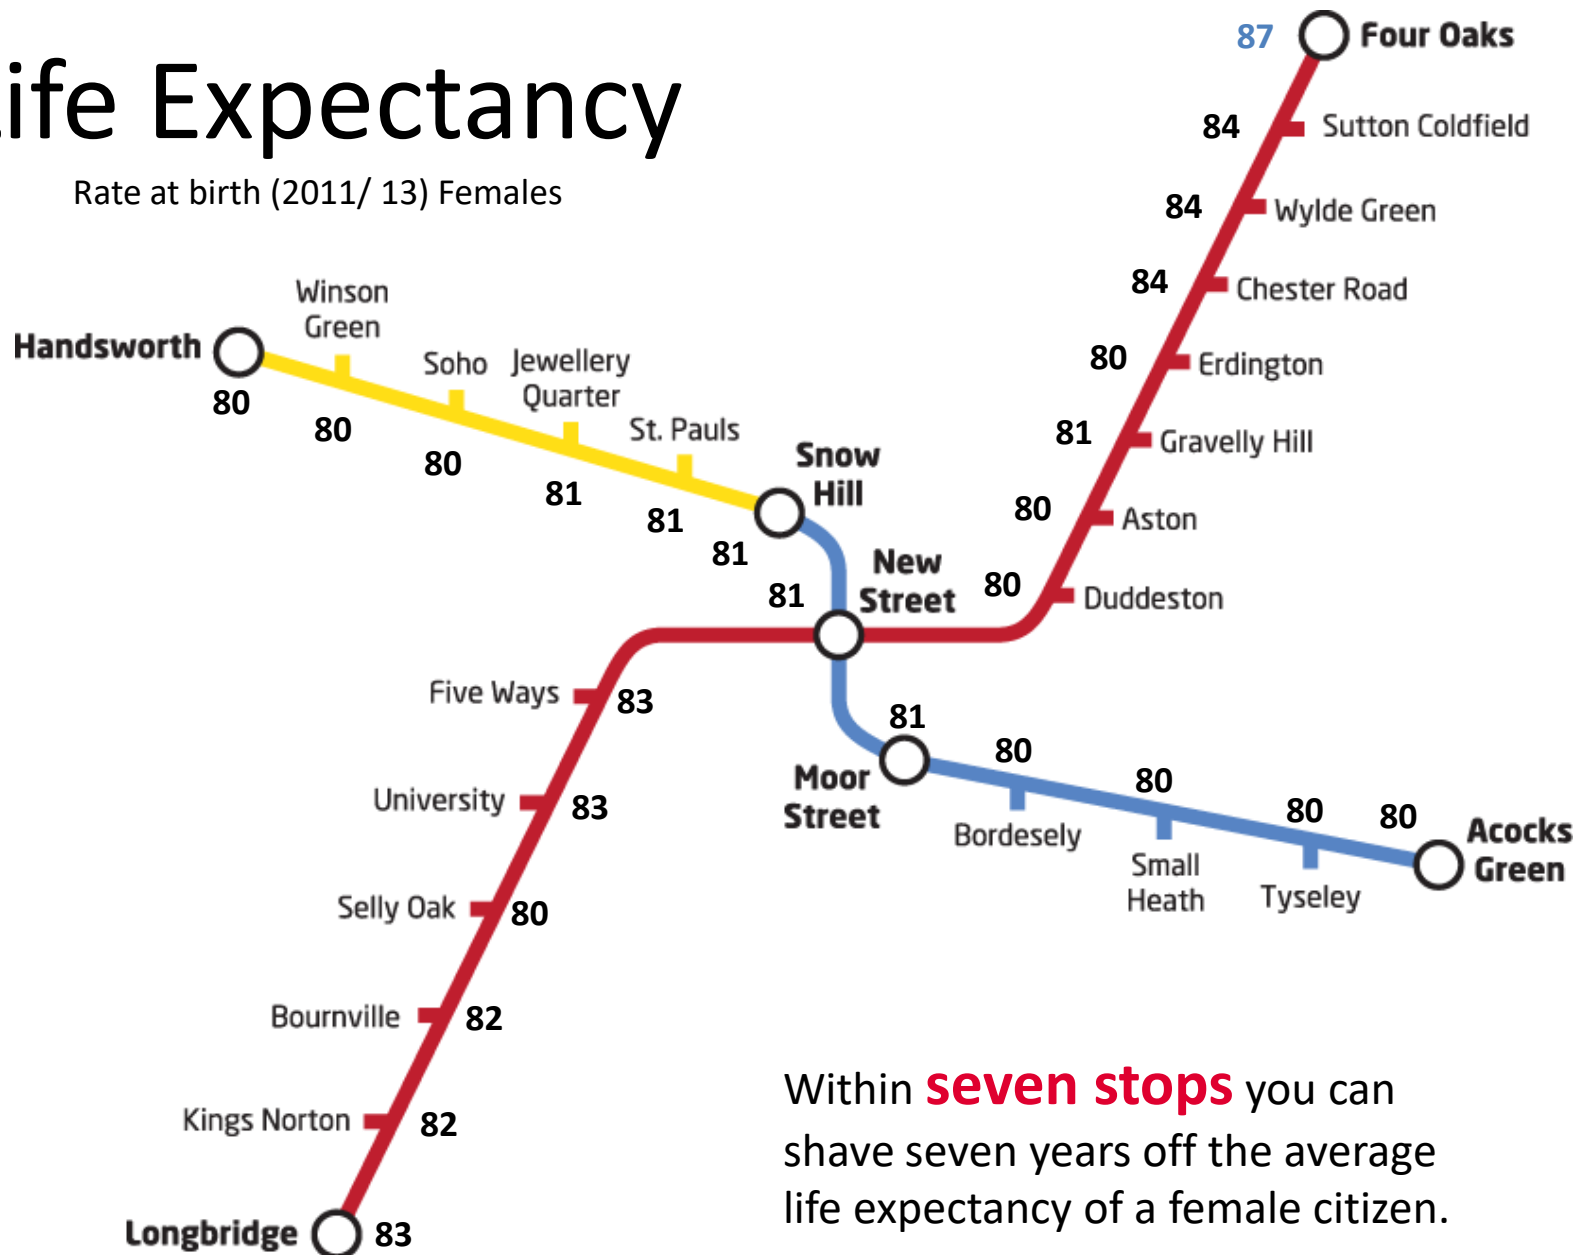 ife Expectancy
Rate at birth (2011/ 13) Females
87 Four Oaks
84 Sutton Coldfield
84 Wylde Green
84 Chester Road
80 Erdington
81 Gravelly Hill
80 Aston
80 Duddeston
Handsworth
80
Winson
Green
80
Soho
80
Jewellery
Quarter
81
St. Pauls
81
Snow
Hill
81
New
Street
81
Five Ways 83
University 83
Selly Oak 80
Bournville 82
Kings Norton 82
Longbridge 83
81
Moor
Street
80
Bordesely
80
Small
Heath
80
Tyseley
80
Acocks
Green
Within seven stops you can
shave seven years off the average
life expectancy of a female citizen.